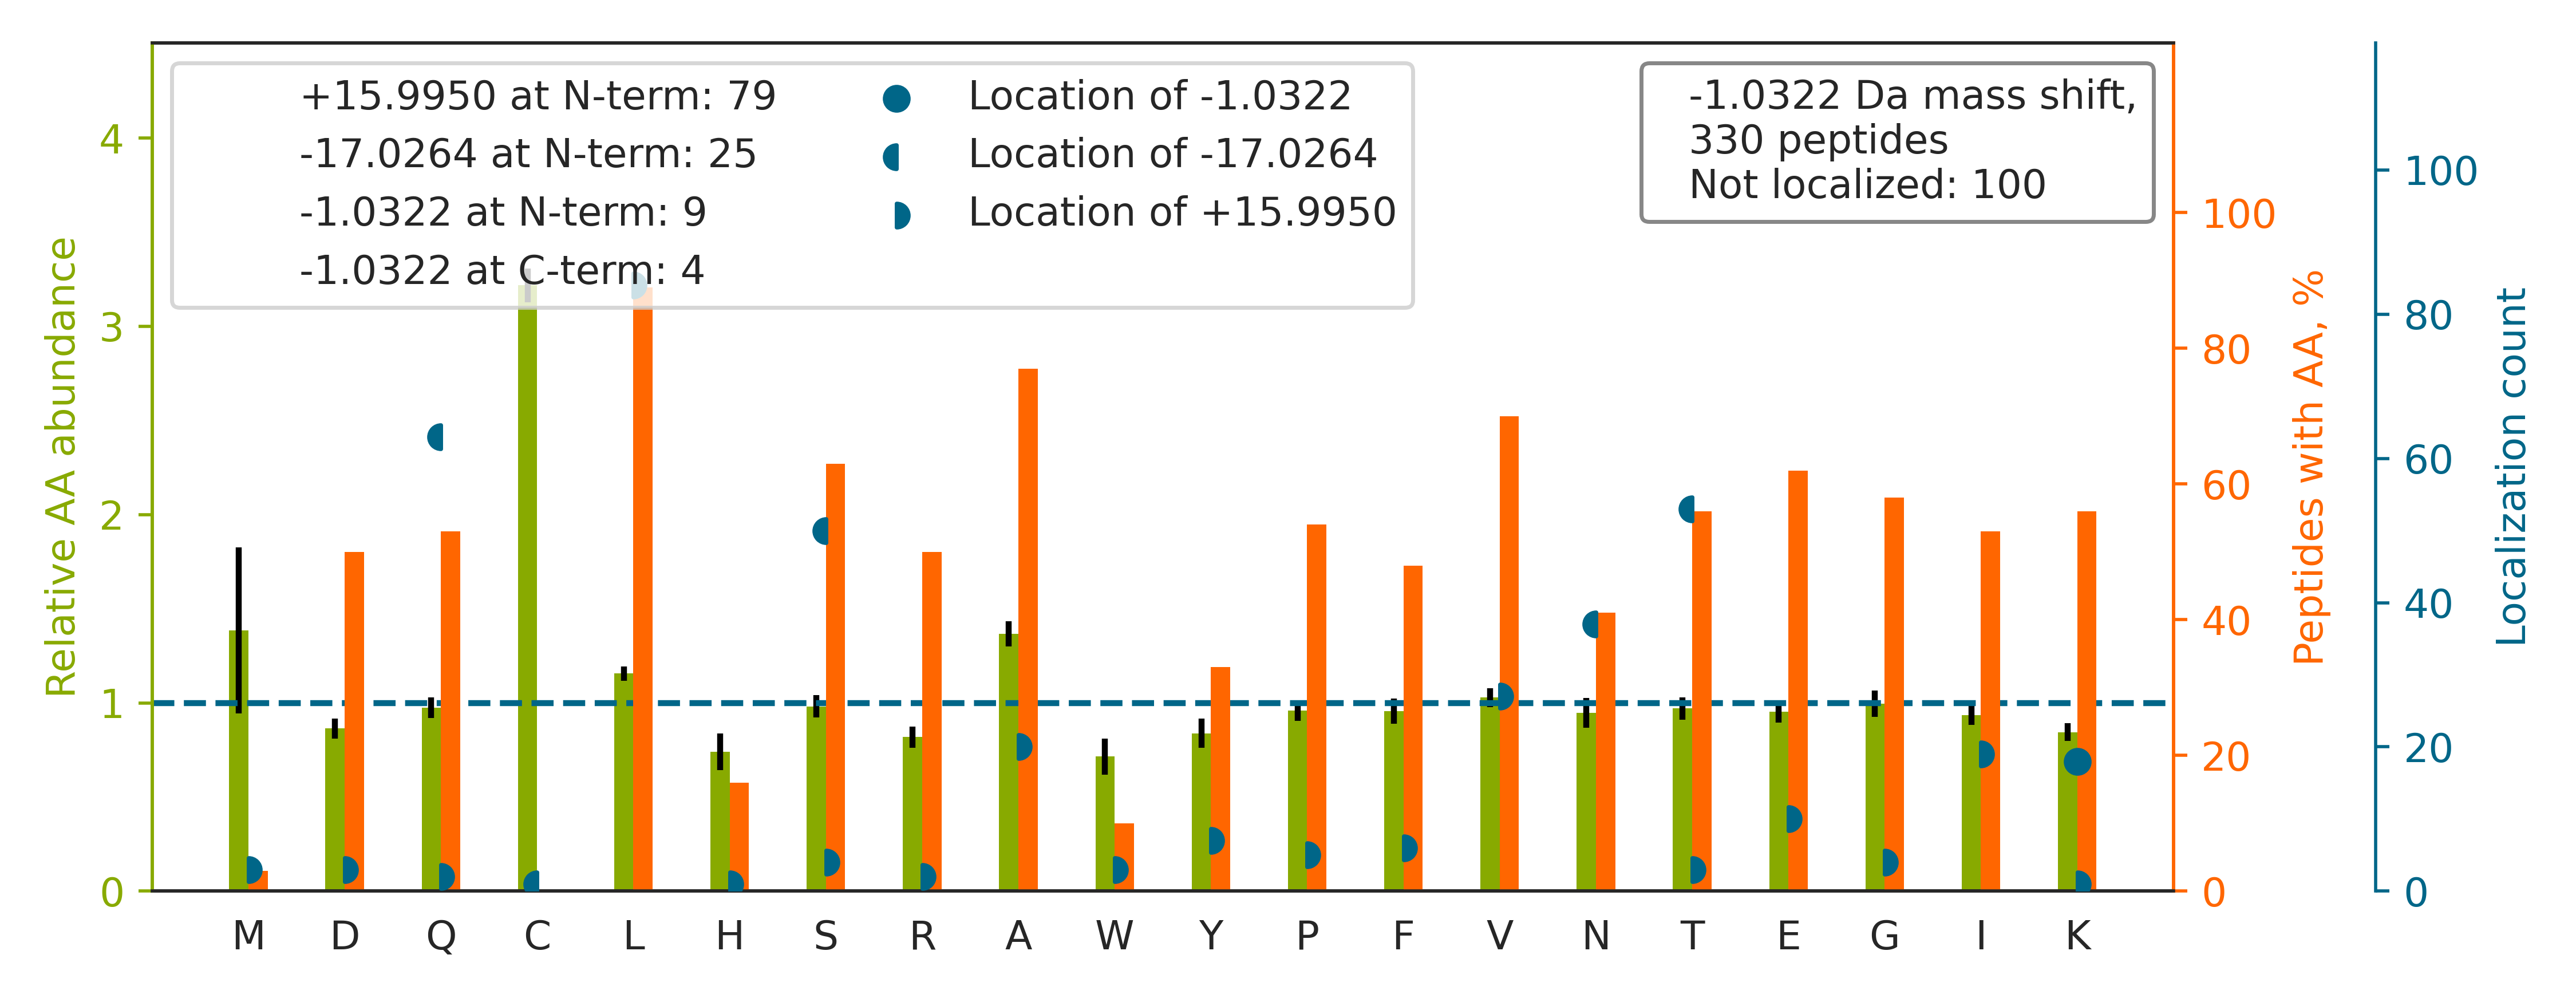 +15.9950 at N-term: 79
-17.0264 at N-term: 25
-1.0322 at N-term: 9
-1.0322 at C-term: 4
Location of -1.0322
Location of -17.0264
Location of +15.9950
-1.0322 Da mass shift,
330 peptides
Not localized: 100
Relative AA abundance
4
3
2
1
0
M D Q C L H S R A W Y P F V N T E G I K
100
80
60
40
20
0
Peptides with AA, %
100
80
60
40
20
0
Localization count